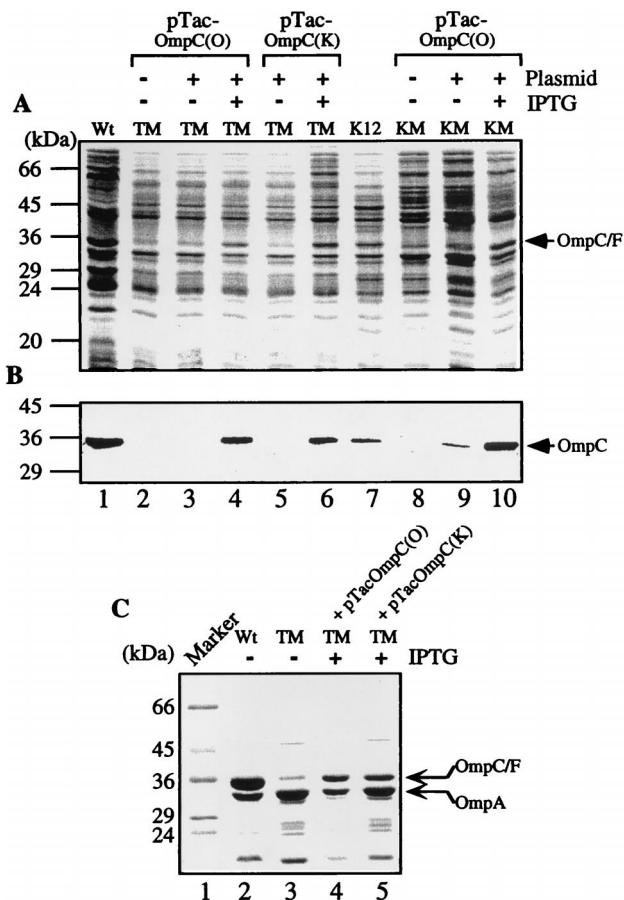 pTac- pTac- pTac-
OmpC(O) OmpC(K) OmpC(O)
- + + + + - + + Plasmid
A - - + - + - - + IPTG
(kDa) Wt TM TM TM TM TM K12 KM KM KM
66
45
36
OmpC/F
29
24
20
B
45
36
OmpC
29
1 2 3 4 5 6 7 8 9 10
+ pTacOmpC(O)
+ pTacOmpC(K)
C
Marker Wt TM TM TM
(kDa) - - + + IPTG
66
45
OmpC/F
36
OmpA
29
24
1 2 3 4 5